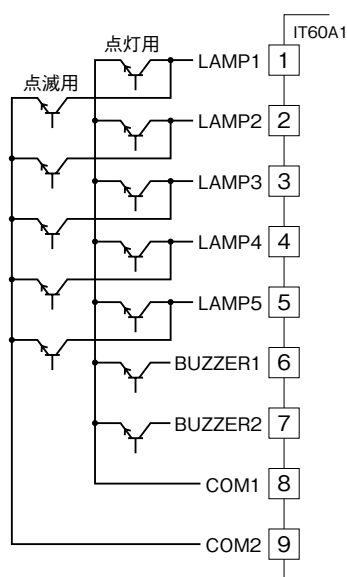 IT60A1
点灯用
LAMP1 1
点滅用
LAMP2 2
LAMP3 3
LAMP4 4
LAMP5 5
BUZZER1 6
BUZZER2 7
COM1 8
COM2 9